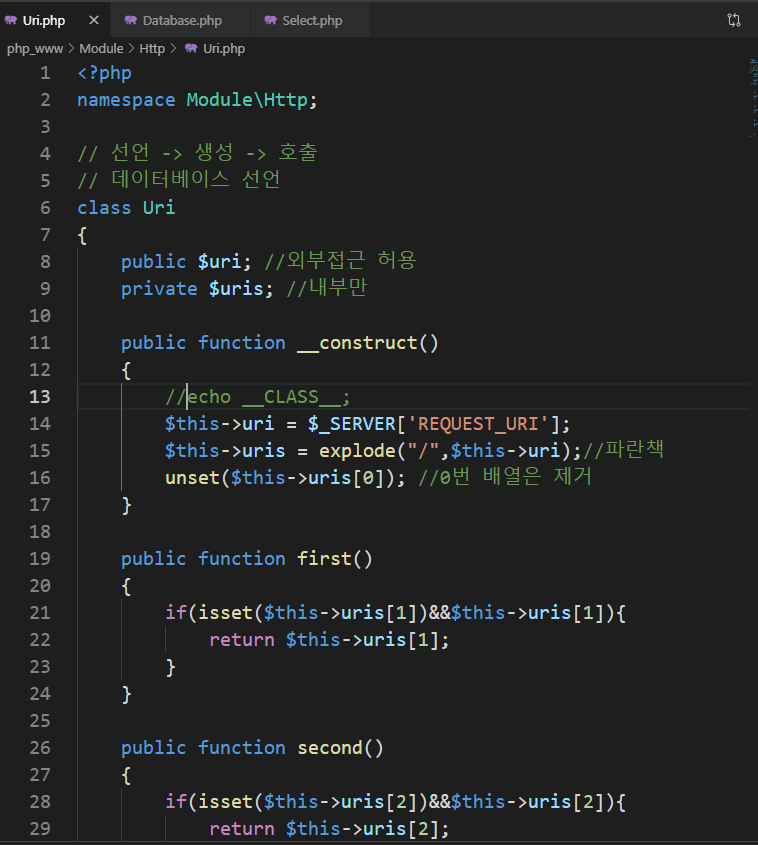 Uri.php × Database.php Select.php
php_www > Module > Http > Uri.php
1 <?php
2 namespace Module\Http;
3
4 // 선언 -> 생성 -> 호출
5 // 데이터베이스 선언
6 class Uri
7 {
8 public $uri; //외부접근 허용
9 private $uris; //내부만
10
11 public function __construct()
12 {
13 //echo __CLASS__;
14 $this->uri = $_SERVER['REQUEST_URI'];
15 $this->uris = explode("/",$this->uri);//파란책
16 unset($this->uris[0]); //0번 배열은 제거
17 }
18
19 public function first()
20 {
21 if(isset($this->uris[1])&&$this->uris[1]){
22 return $this->uris[1];
23 }
24 }
25
26 public function second()
27 {
28 if(isset($this->uris[2])&&$this->uris[2]){
29 return $this->uris[2];